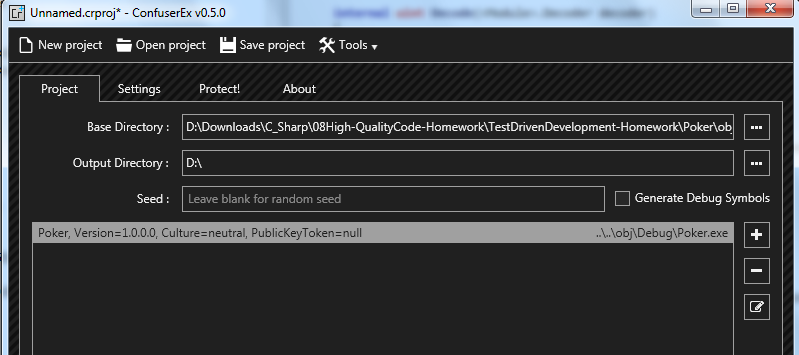 Unnamed.crproj* - ConfuserEx v0.5.0
New project Open project Save project Tools
Project Settings Protect! About
Base Directory : D:\Downloads\C_Sharp\08High-QualityCode-Homework\TestDrivenDevelopment-Homework\Poker\ob
Output Directory : D:\
Seed : Leave blank for random seed Generate Debug Symbols
Poker, Version=1.0.0.0, Culture=neutral, PublicKeyToken=null ..\..\obj\Debug\Poker.exe